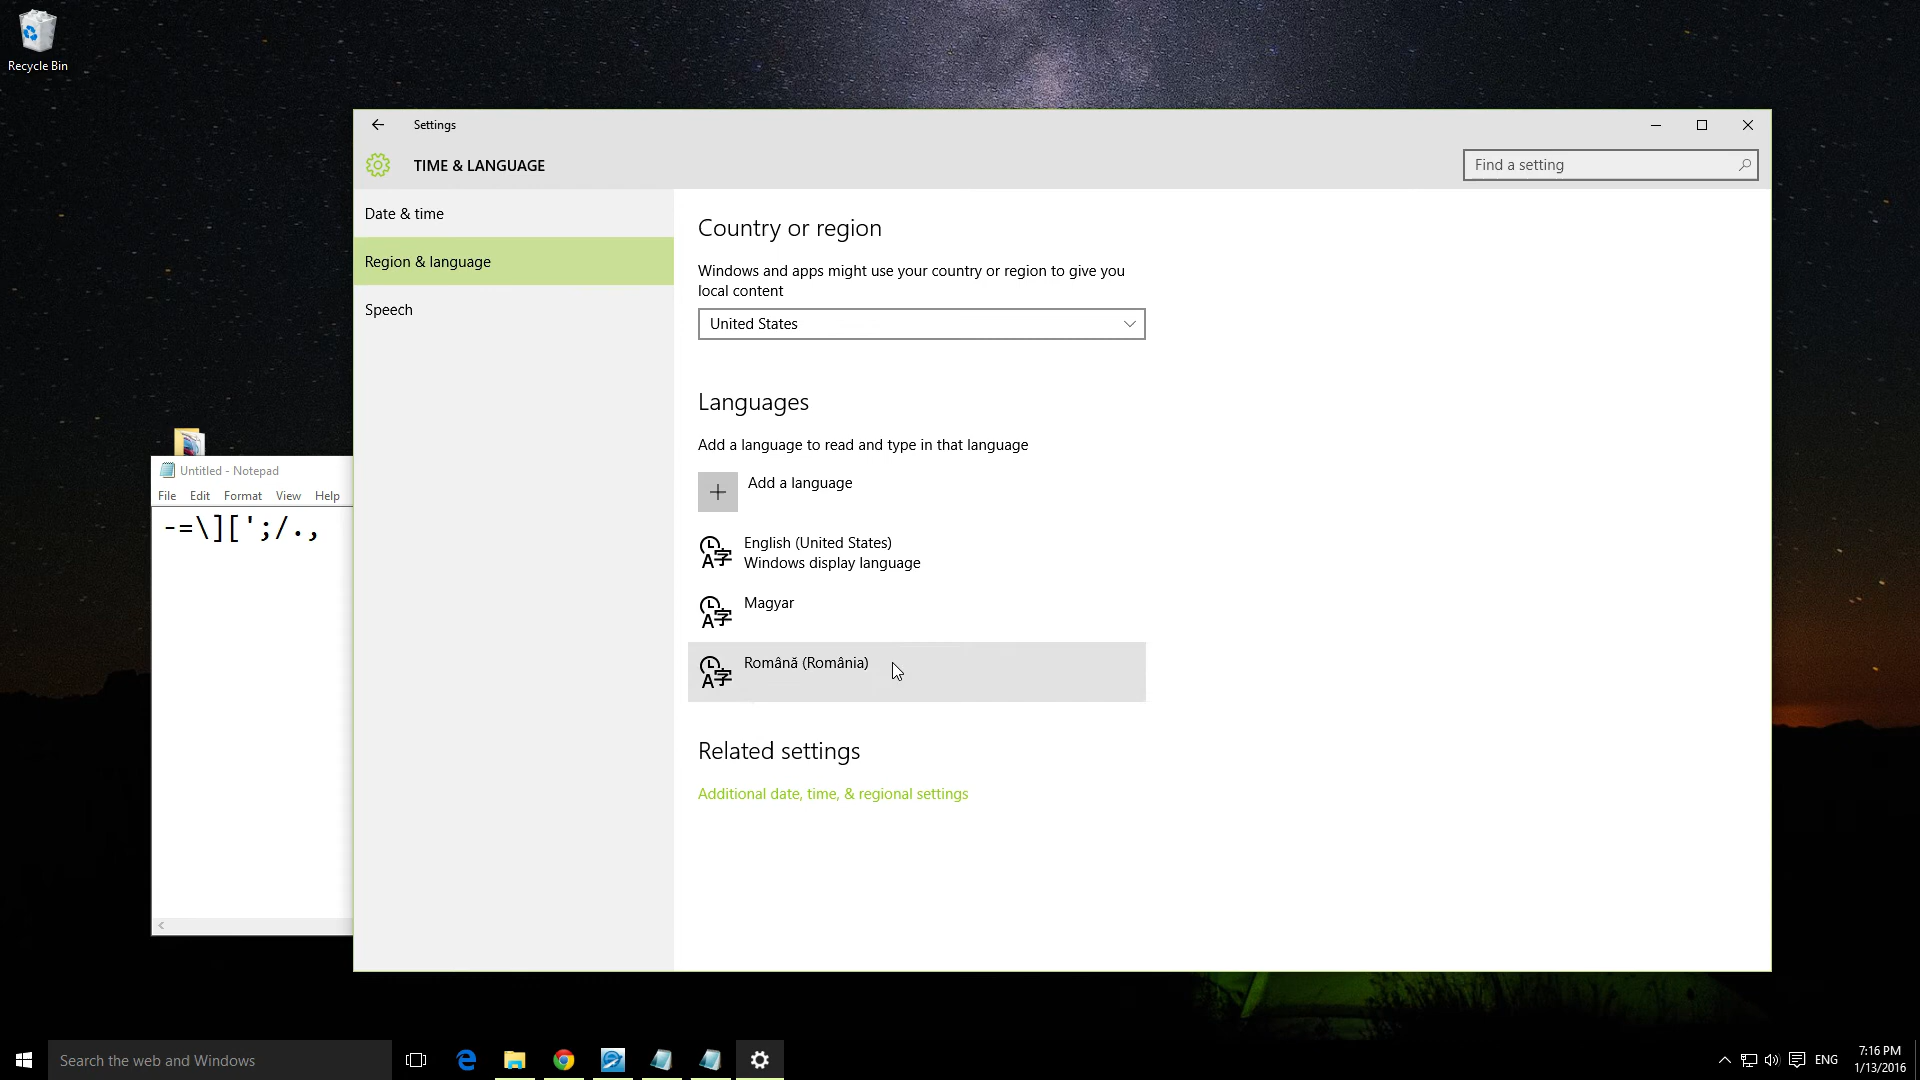 Recycle Bin
Settings
TIME & LANGUAGE
Find a setting
Date & time
Region & language
Speech
Country or region
Windows and apps might use your country or region to give you
local content
United States
Languages
Add a language to read and type in that language
Add a language
English (United States)
Windows display language
Magyar
Română (România)
Related settings
Additional date, time, & regional settings
Untitled - Notepad
File Edit Format View Help
-=\][';/.,
Search the web and Windows
ENG
7:16 PM
1/13/2016